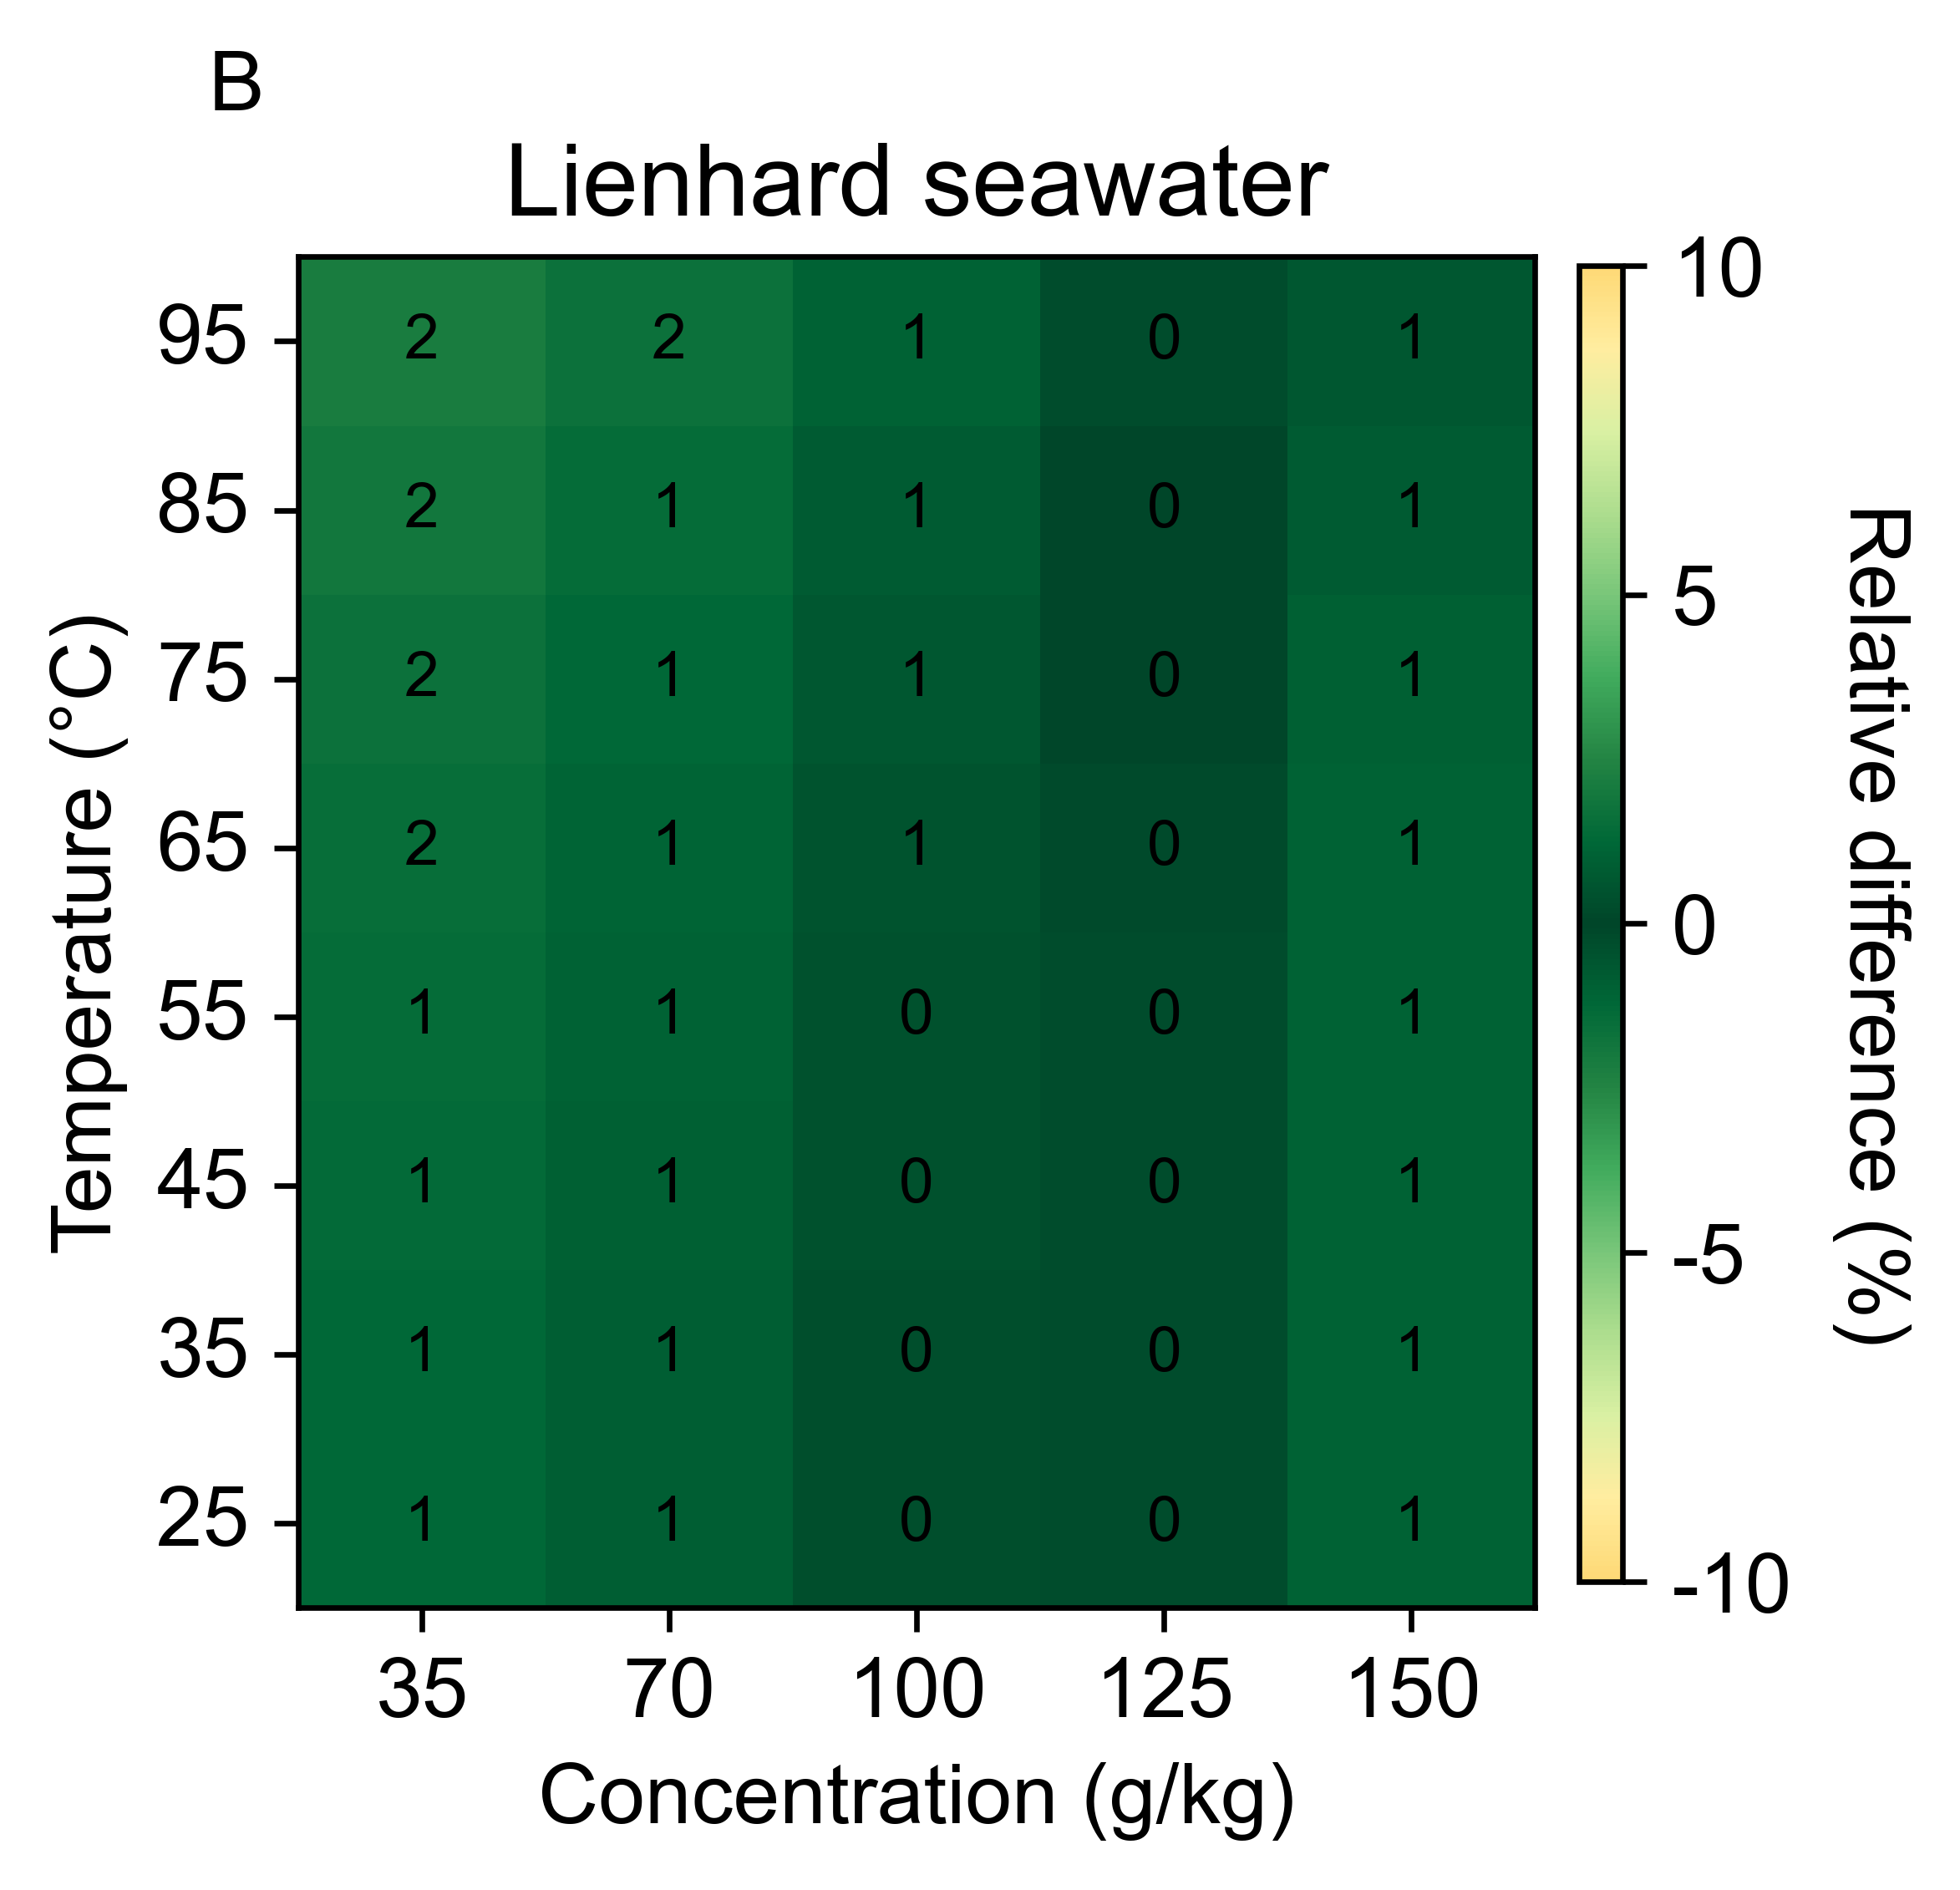 B
Lienhard seawater
95 2 2 1 0 1
85 2 1 1 0 1
75 2 1 1 0 1
65 2 1 1 0 1
55 1 1 0 0 1
45 1 1 0 0 1
35 1 1 0 0 1
25 1 1 0 0 1
35 70 100 125 150
Concentration (g/kg)
Temperature (°C)
10
5
0
-5
-10
Relative difference (%)